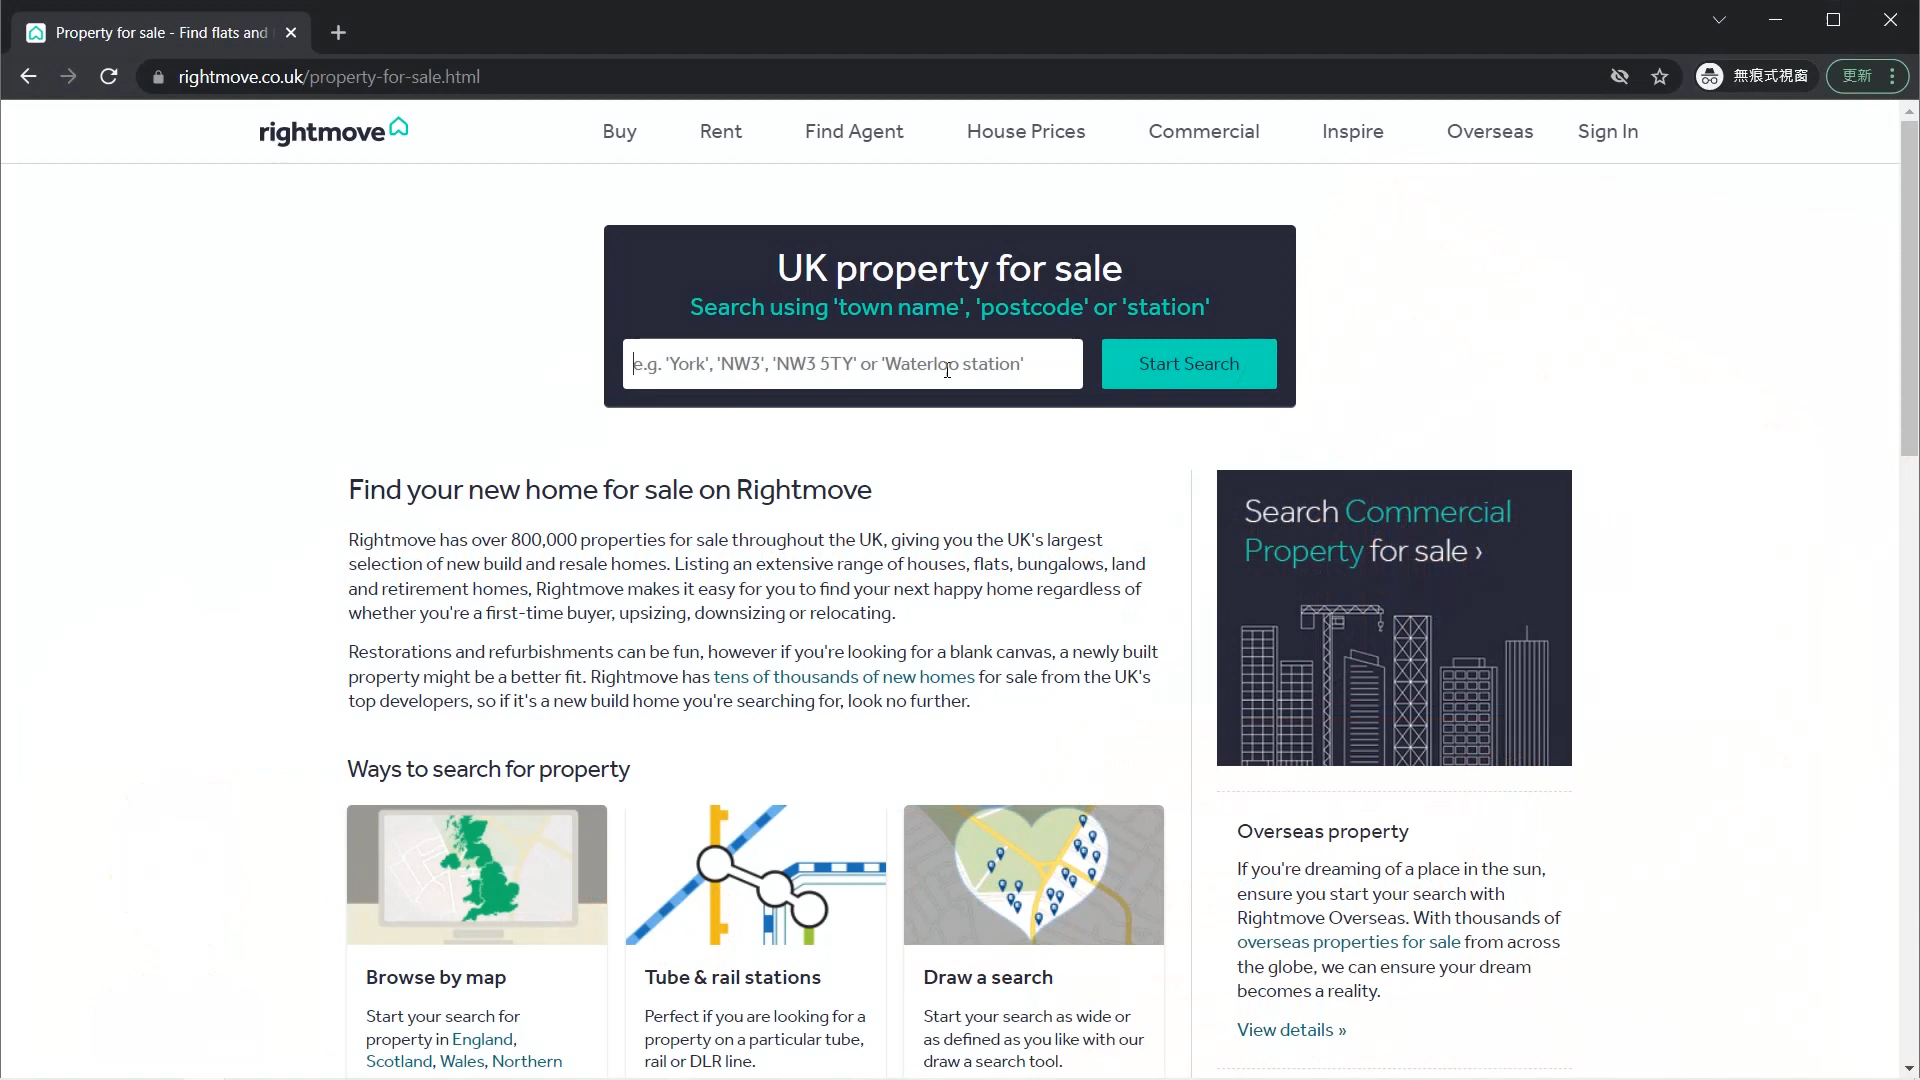 Property for sale - Find flats and
rightmove.co.uk/property-for-sale.html
無痕式視窗
更新
rightmove
Buy
Rent
Find Agent
House Prices
Commercial
Inspire
Overseas
Sign In
UK property for sale
Search using 'town name', 'postcode' or 'station'
e.g. 'York', 'NW3', 'NW3 5TY' or 'Waterloo station'
Start Search
Find your new home for sale on Rightmove
Rightmove has over 800,000 properties for sale throughout the UK, giving you the UK's largest
selection of new build and resale homes. Listing an extensive range of houses, flats, bungalows, land
and retirement homes, Rightmove makes it easy for you to find your next happy home regardless of
whether you're a first-time buyer, upsizing, downsizing or relocating.
Restorations and refurbishments can be fun, however if you're looking for a blank canvas, a newly built
property might be a better fit. Rightmove has tens of thousands of new homes for sale from the UK's
top developers, so if it's a new build home you're searching for, look no further.
Ways to search for property
Browse by map
Start your search for
property in England,
Scotland, Wales, Northern
Tube & rail stations
Perfect if you are looking for a
property on a particular tube,
rail or DLR line.
Draw a search
Start your search as wide or
as defined as you like with our
draw a search tool.
Search Commercial
Property for sale ›
Overseas property
If you're dreaming of a place in the sun,
ensure you start your search with
Rightmove Overseas. With thousands of
overseas properties for sale from across
the globe, we can ensure your dream
becomes a reality.
View details »